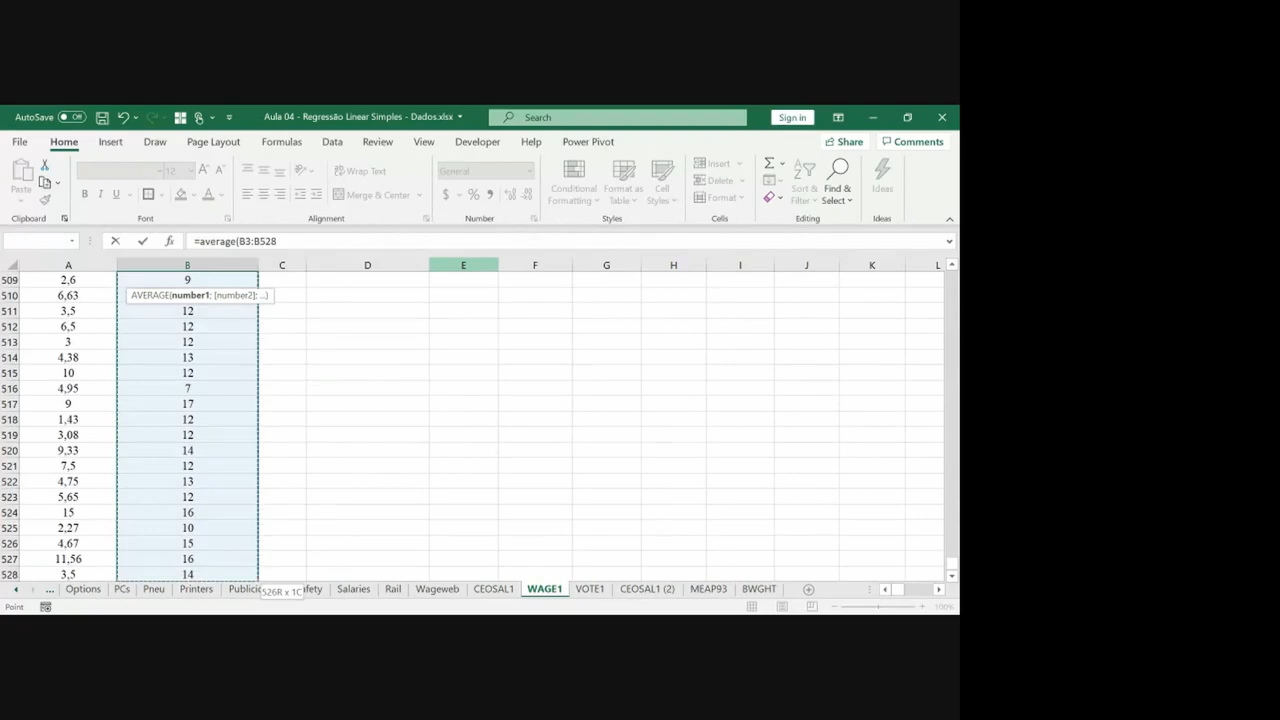 AutoSave Off Aula 04 - Regressão Linear Simples - Dados.xlsx Search Sign in
File Home Insert Draw Page Layout Formulas Data Review View Developer Help Power Pivot Share Comments
Paste 12 A A Wrap Text General Conditional Formatting Format as Table Cell Styles Insert Delete Format Sort & Filter Find & Select Ideas
B I U A Merge & Center $ % 9
Clipboard Font Alignment Number Styles Cells Editing Ideas
fx =average(B3:B528
A B C D E F G H I J K L
509 2,6 9
510 6,63 AVERAGE(number1; [number2]; ...)
511 3,5 12
512 6,5 12
513 3 12
514 4,38 13
515 10 12
516 4,95 7
517 9 17
518 1,43 12
519 3,08 12
520 9,33 14
521 7,5 12
522 4,75 13
523 5,65 12
524 15 16
525 2,27 10
526 4,67 15
527 11,56 16
528 3,5 14
... Options PCs Pneu Printers Publici 526R x 1C fety Salaries Rail Wageweb CEOSAL1 WAGE1 VOTE1 CEOSAL1 (2) MEAP93 BWGHT
Point 100%